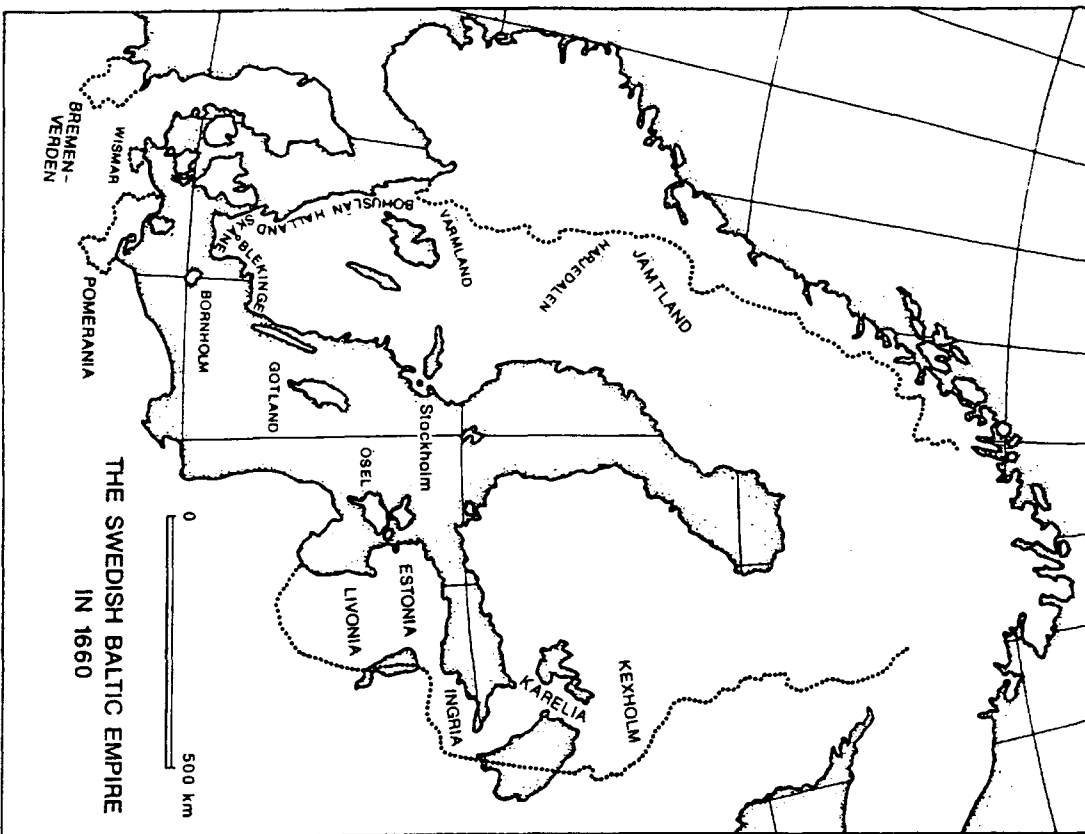 JÄMTLAND
HARJEDALEN
VÄRMLAND
BOHUSLÄN
HALLAND
SKÅNE
BLEKINGE
BREMEN-
VERDEN
WISMAR
POMERANIA
BORNHOLM
GOTLAND
Stockholm
ÖSEL
ESTONIA
LIVONIA
INGRIA
KARELIA
KEXHOLM
THE SWEDISH BALTIC EMPIRE
IN 1660
0
500 km